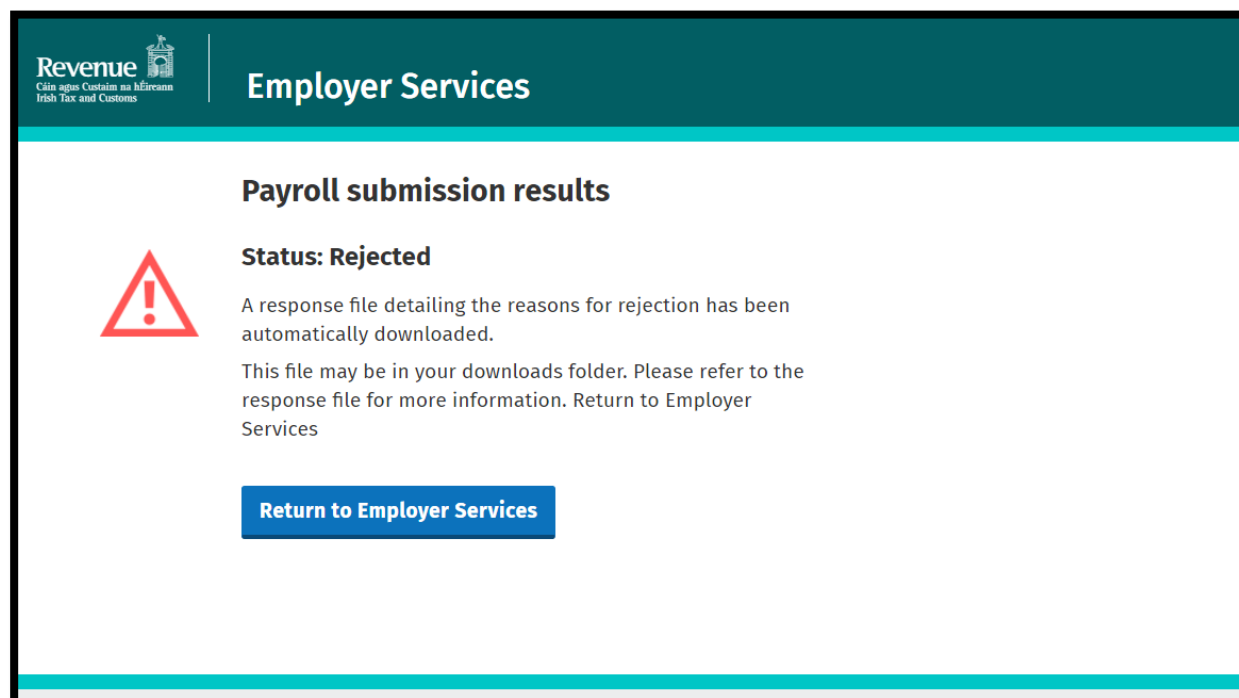 Revenue
Cáin agus Custaim na hÉireann
Irish Tax and Customs
Employer Services
Payroll submission results
Status: Rejected
A response file detailing the reasons for rejection has been
automatically downloaded.
This file may be in your downloads folder. Please refer to the
response file for more information. Return to Employer
Services
Return to Employer Services